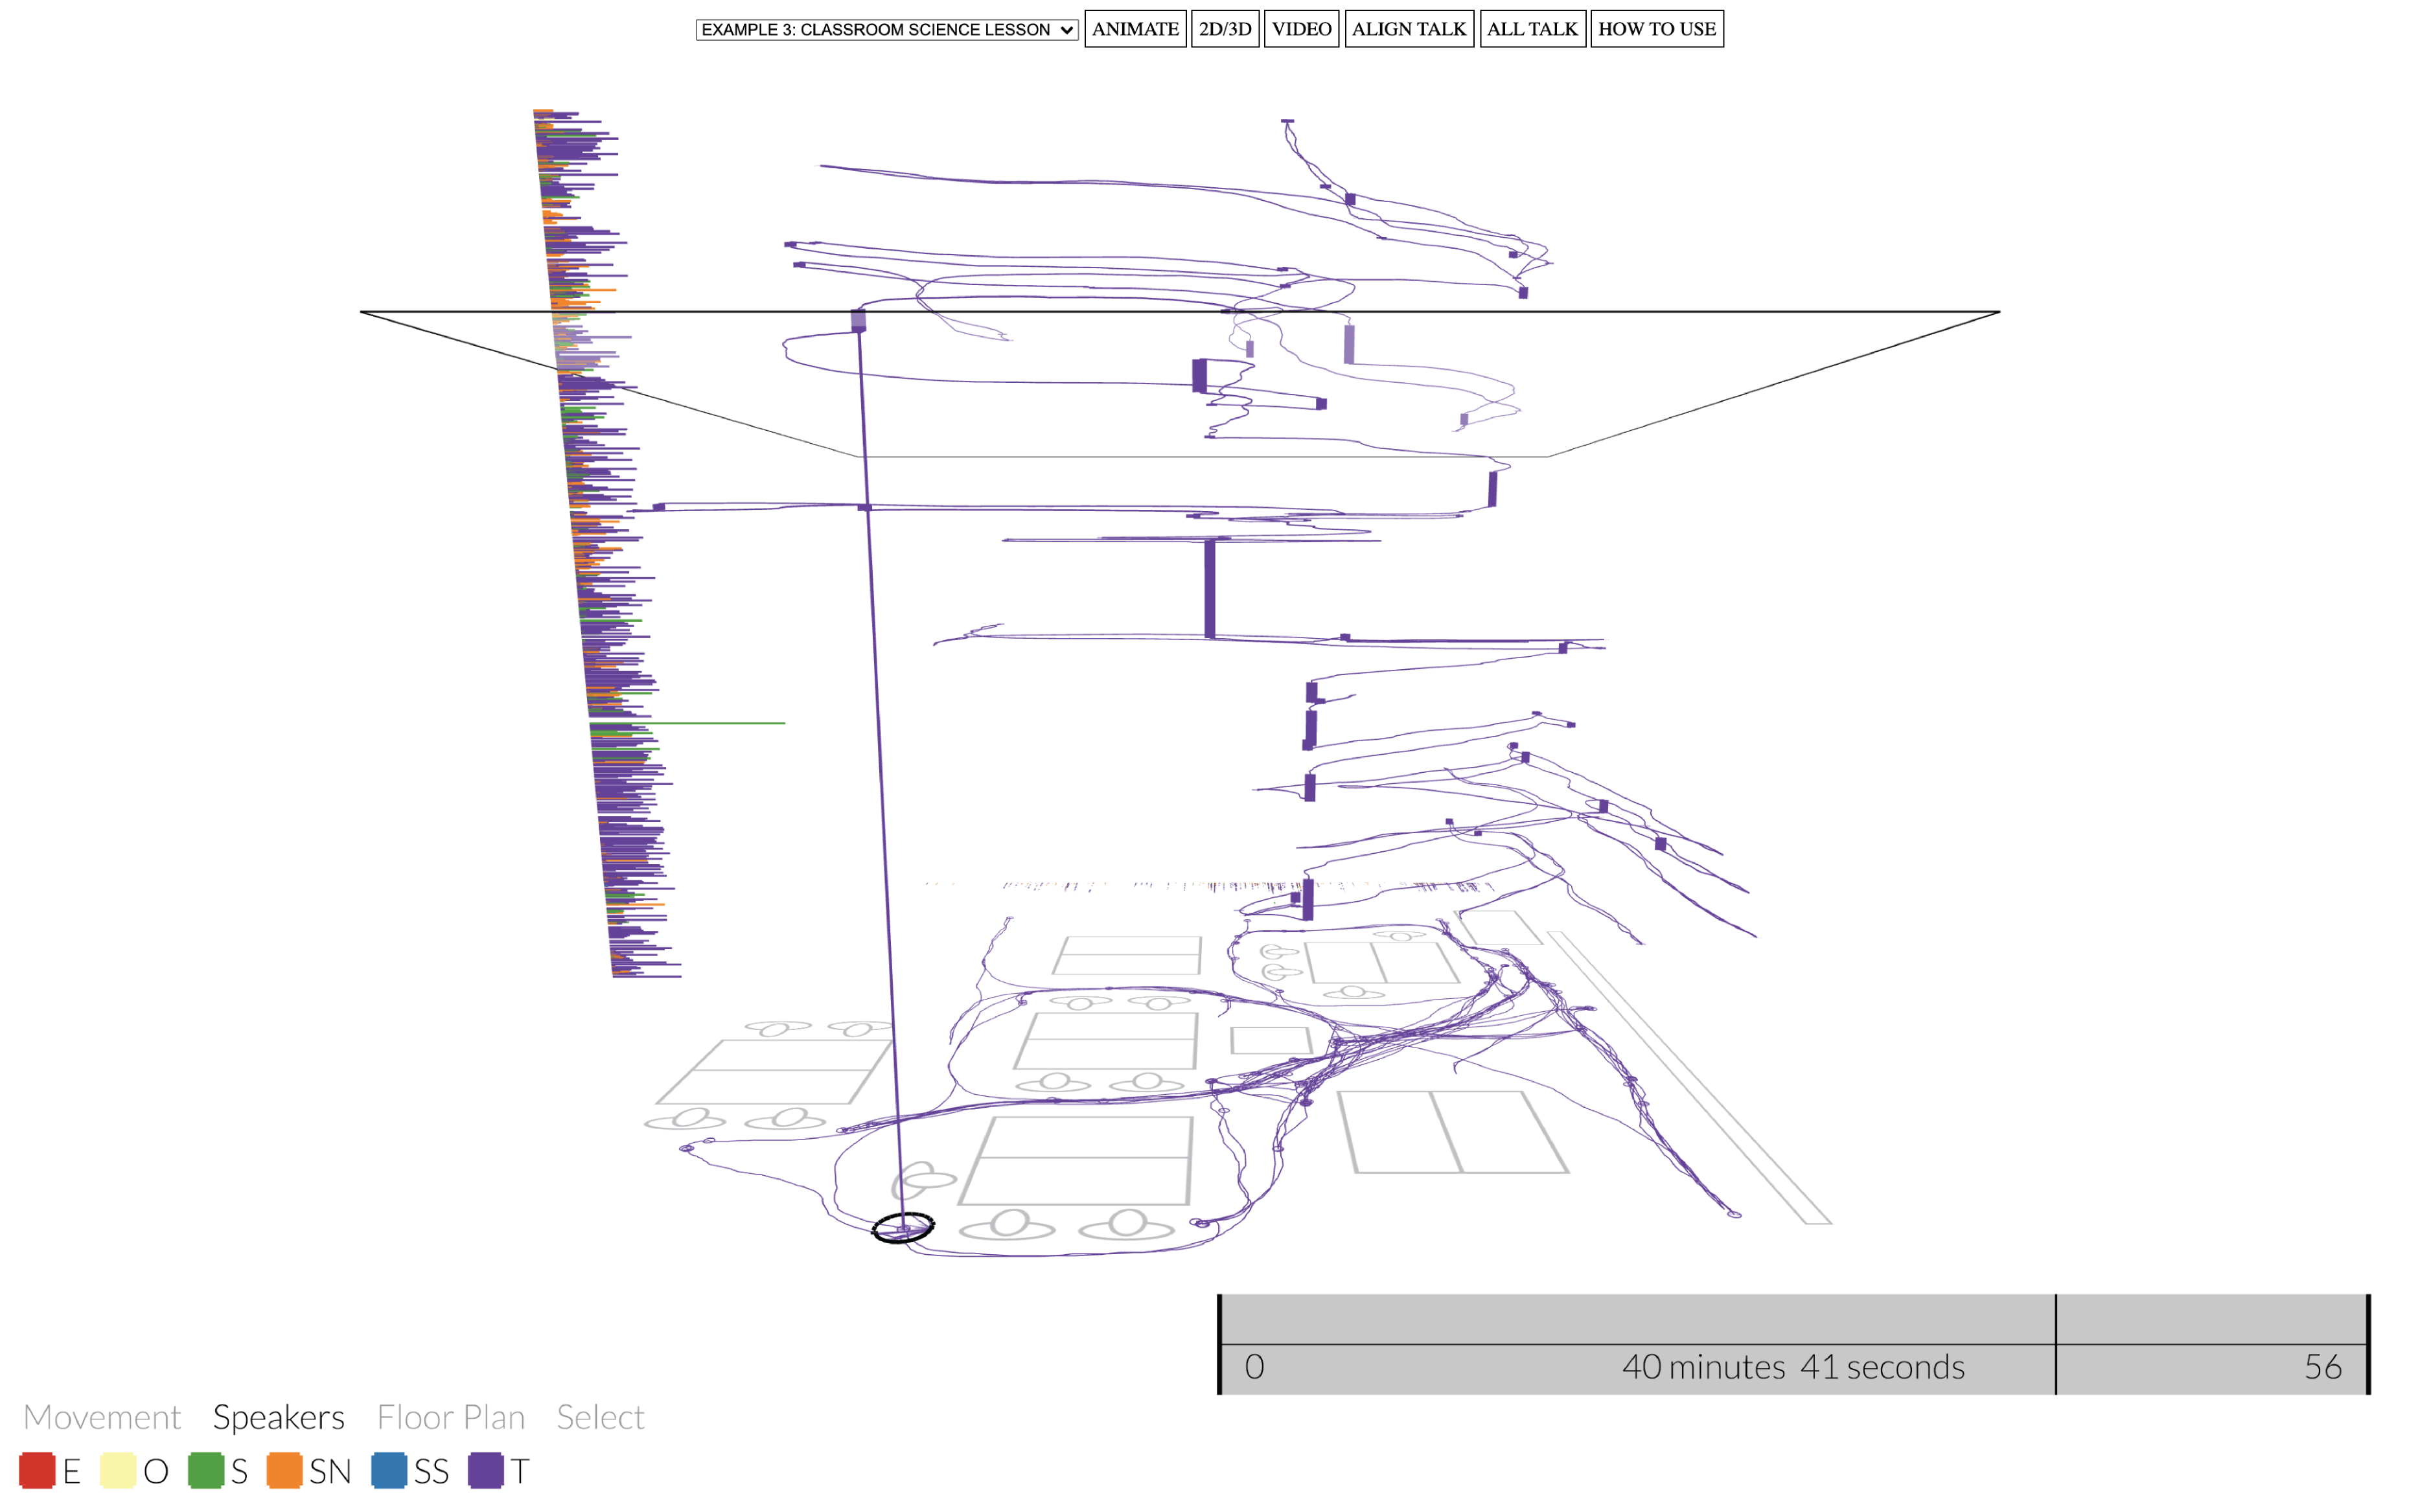 EXAMPLE 3: CLASSROOM SCIENCE LESSON ANIMATE 2D/3D VIDEO ALIGN TALK ALL TALK HOW TO USE
0 40 minutes 41 seconds 56
Movement Speakers Floor Plan Select
E O S SN SS T